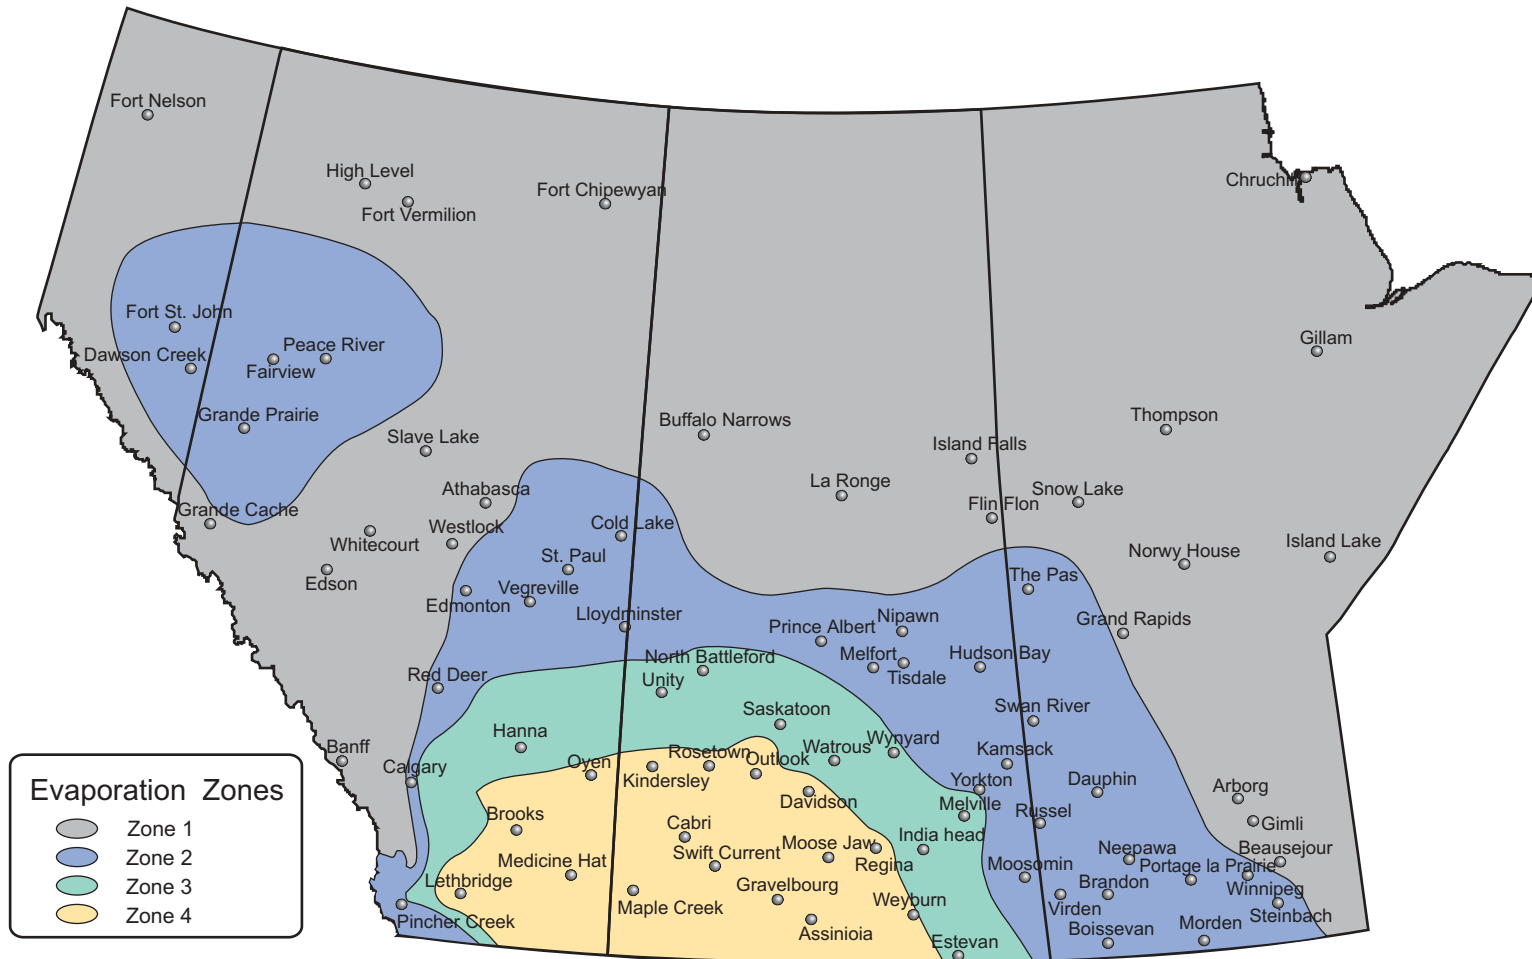 Fort Nelson
High Level
Fort Vermilion
Fort Chipewyan
Chruchill
Fort St. John
Dawson Creek
Peace River
Fairview
Grande Prairie
Gillam
Slave Lake
Buffalo Narrows
Thompson
Island Falls
Athabasca
La Ronge
Snow Lake
Flin Flon
Grande Cache
Whitecourt
Westlock
Cold Lake
Norwy House
Island Lake
Edson
St. Paul
Vegreville
Edmonton
The Pas
Lloydminster
Prince Albert
Nipawn
Grand Rapids
Melfort
Tisdale
Hudson Bay
North Battleford
Unity
Red Deer
Saskatoon
Swan River
Hanna
Banff
Calgary
Oyen
Kindersley
Rosetown
Outlook
Watrous
Wynyard
Kamsack
Yorkton
Dauphin
Davidson
Melville
Russel
Arborg
Gimli
Brooks
Cabri
Moose Jaw
Regina
India head
Neepawa
Beausejour
Medicine Hat
Swift Current
Moosomin
Portage la Prairie
Winnipeg
Lethbridge
Maple Creek
Gravelbourg
Weyburn
Virden
Brandon
Steinbach
Pincher Creek
Assinioia
Estevan
Boissevan
Morden
Evaporation Zones
Zone 1
Zone 2
Zone 3
Zone 4